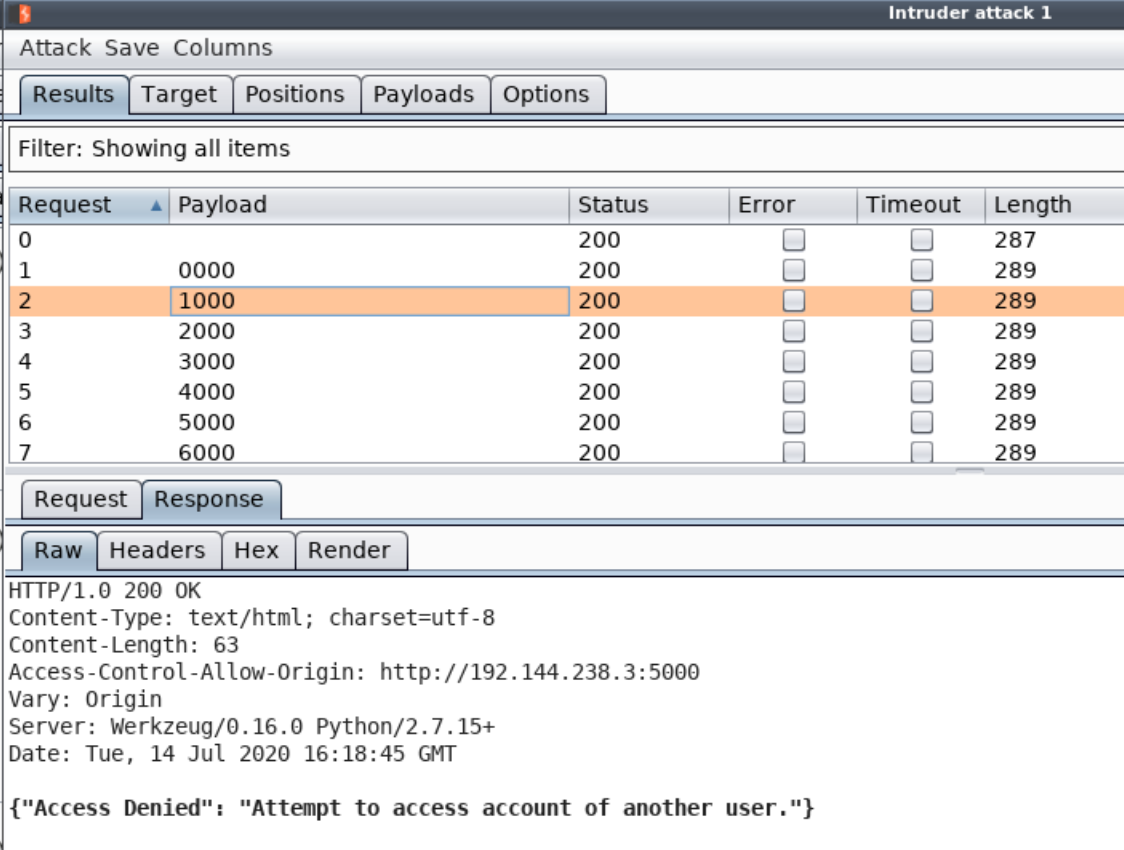 Intruder attack 1
Attack Save Columns
Results Target Positions Payloads Options
Filter: Showing all items
Request Payload Status Error Timeout Length
0 200 287
1 0000 200 289
2 1000 200 289
3 2000 200 289
4 3000 200 289
5 4000 200 289
6 5000 200 289
7 6000 200 289
Request Response
Raw Headers Hex Render
HTTP/1.0 200 OK
Content-Type: text/html; charset=utf-8
Content-Length: 63
Access-Control-Allow-Origin: http://192.144.238.3:5000
Vary: Origin
Server: Werkzeug/0.16.0 Python/2.7.15+
Date: Tue, 14 Jul 2020 16:18:45 GMT
{"Access Denied": "Attempt to access account of another user."}